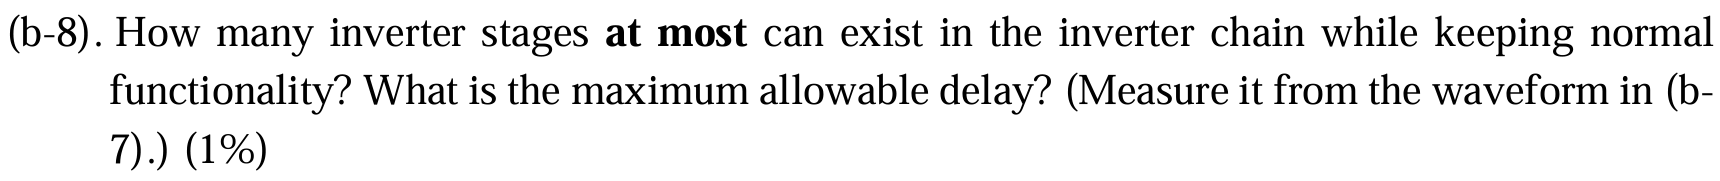 (b-8). How many inverter stages at most can exist in the inverter chain while keeping normal
functionality? What is the maximum allowable delay? (Measure it from the waveform in (b-
7).) (1%)